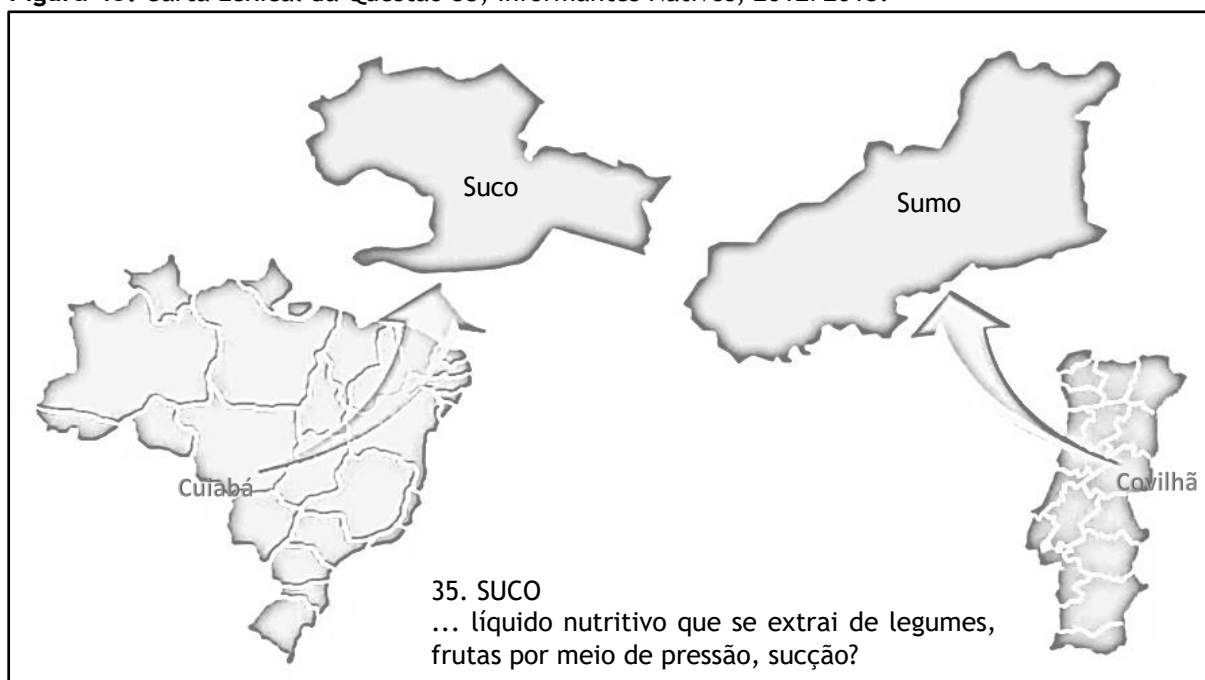 Suco
Sumo
Cuiabá
Covilhã
35. SUCO
... líquido nutritivo que se extrai de legumes,
frutas por meio de pressão, sucção?